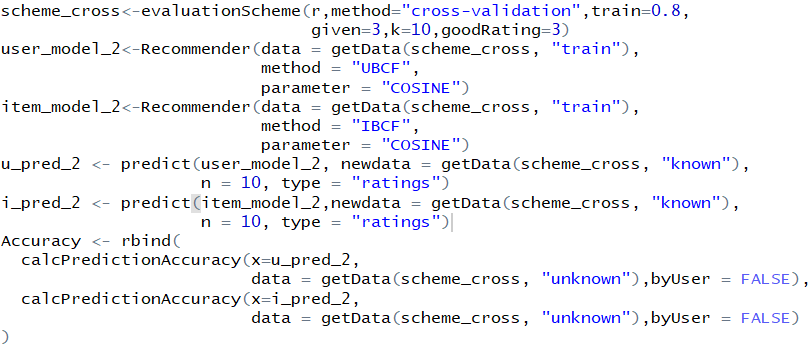 scheme_cross<-evaluationScheme(r,method="cross-validation",train=0.8,
                               given=3,k=10,goodRating=3)
user_model_2<-Recommender(data = getData(scheme_cross, "train"),
                          method = "UBCF",
                          parameter = "COSINE")
item_model_2<-Recommender(data = getData(scheme_cross, "train"),
                          method = "IBCF",
                          parameter = "COSINE")
u_pred_2 <- predict(user_model_2, newdata = getData(scheme_cross, "known"),
                    n = 10, type = "ratings")
i_pred_2 <- predict(item_model_2,newdata = getData(scheme_cross, "known"),
                    n = 10, type = "ratings")
Accuracy <- rbind(
  calcPredictionAccuracy(x=u_pred_2,
                         data = getData(scheme_cross, "unknown"),byUser = FALSE),
  calcPredictionAccuracy(x=i_pred_2,
                         data = getData(scheme_cross, "unknown"),byUser = FALSE)
)